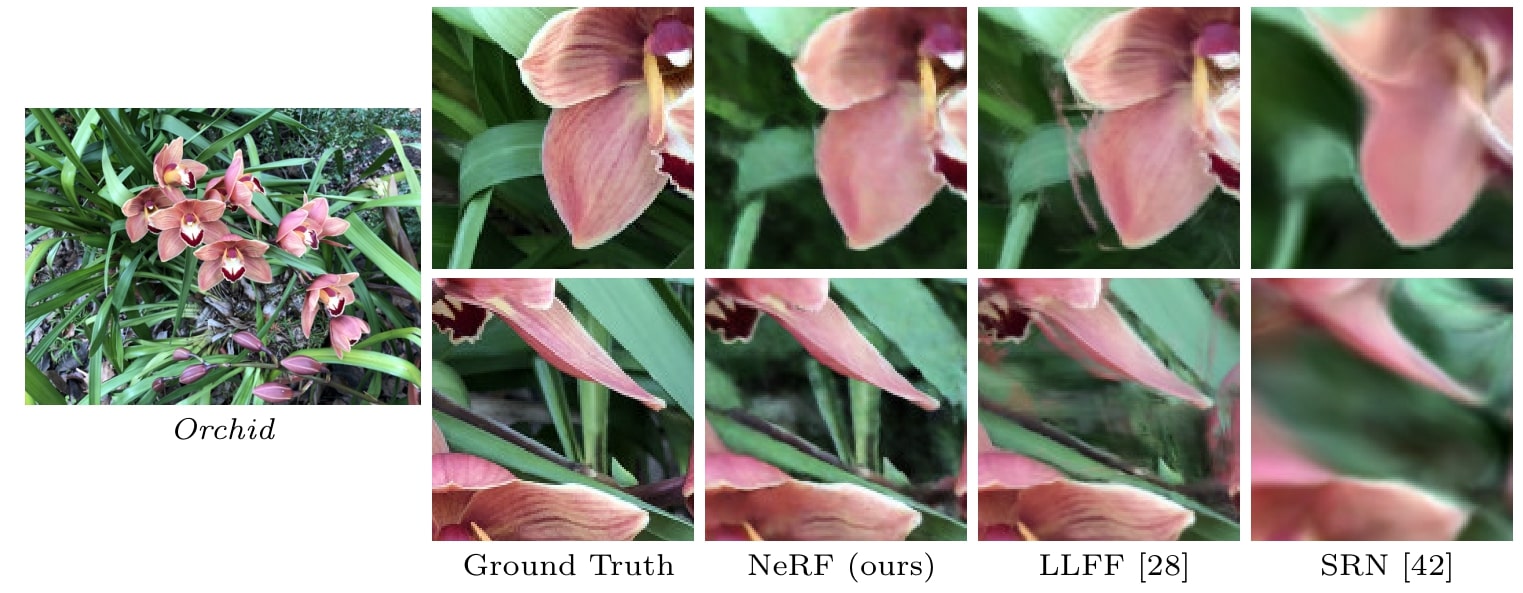 Orchid
Ground Truth
NeRF (ours)
LLFF [28]
SRN [42]